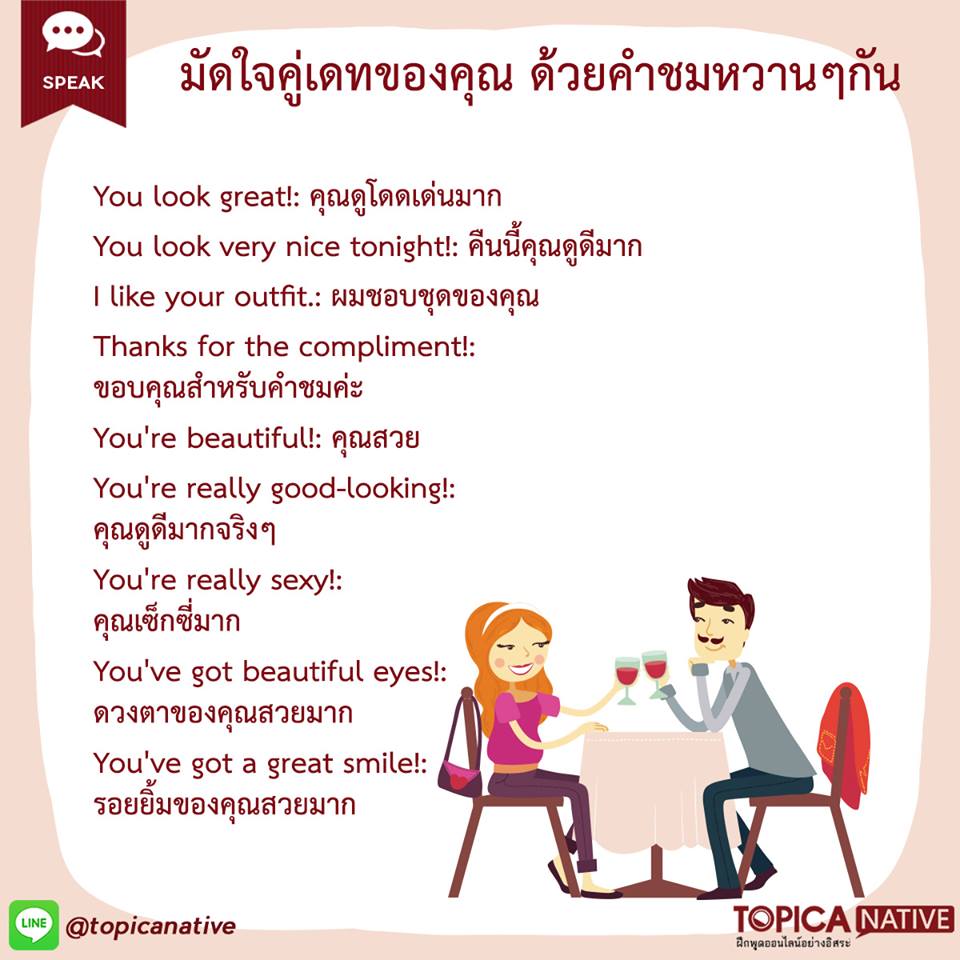 SPEAK
มัดใจคู่เดทของคุณ ด้วยคำชมหวานๆกัน
You look great!: คุณดูโดดเด่นมาก
You look very nice tonight!: คืนนี้คุณดูดีมาก
I like your outfit.: ผมชอบชุดของคุณ
Thanks for the compliment!:
ขอบคุณสำหรับคำชมค่ะ
You're beautiful!: คุณสวย
You're really good-looking!:
คุณดูดีมากจริงๆ
You're really sexy!:
คุณเซ็กซี่มาก
You've got beautiful eyes!:
ดวงตาของคุณสวยมาก
You've got a great smile!:
รอยยิ้มของคุณสวยมาก
LINE @topicanative
TOPICA NATIVE
ฝึกพูดออนไลน์อย่างอิสระ